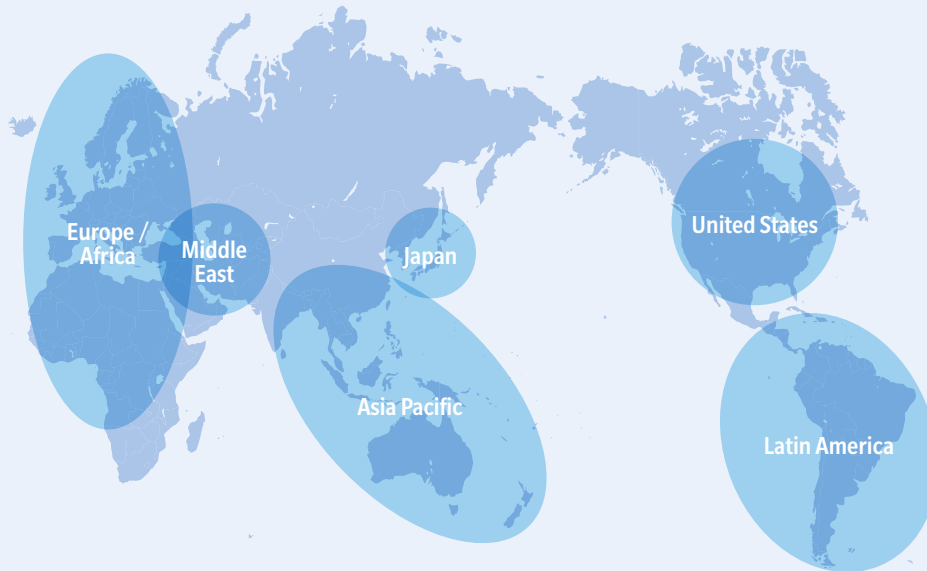 Europe /
Africa
Middle
East
Japan
United States
Asia Pacific
Latin America